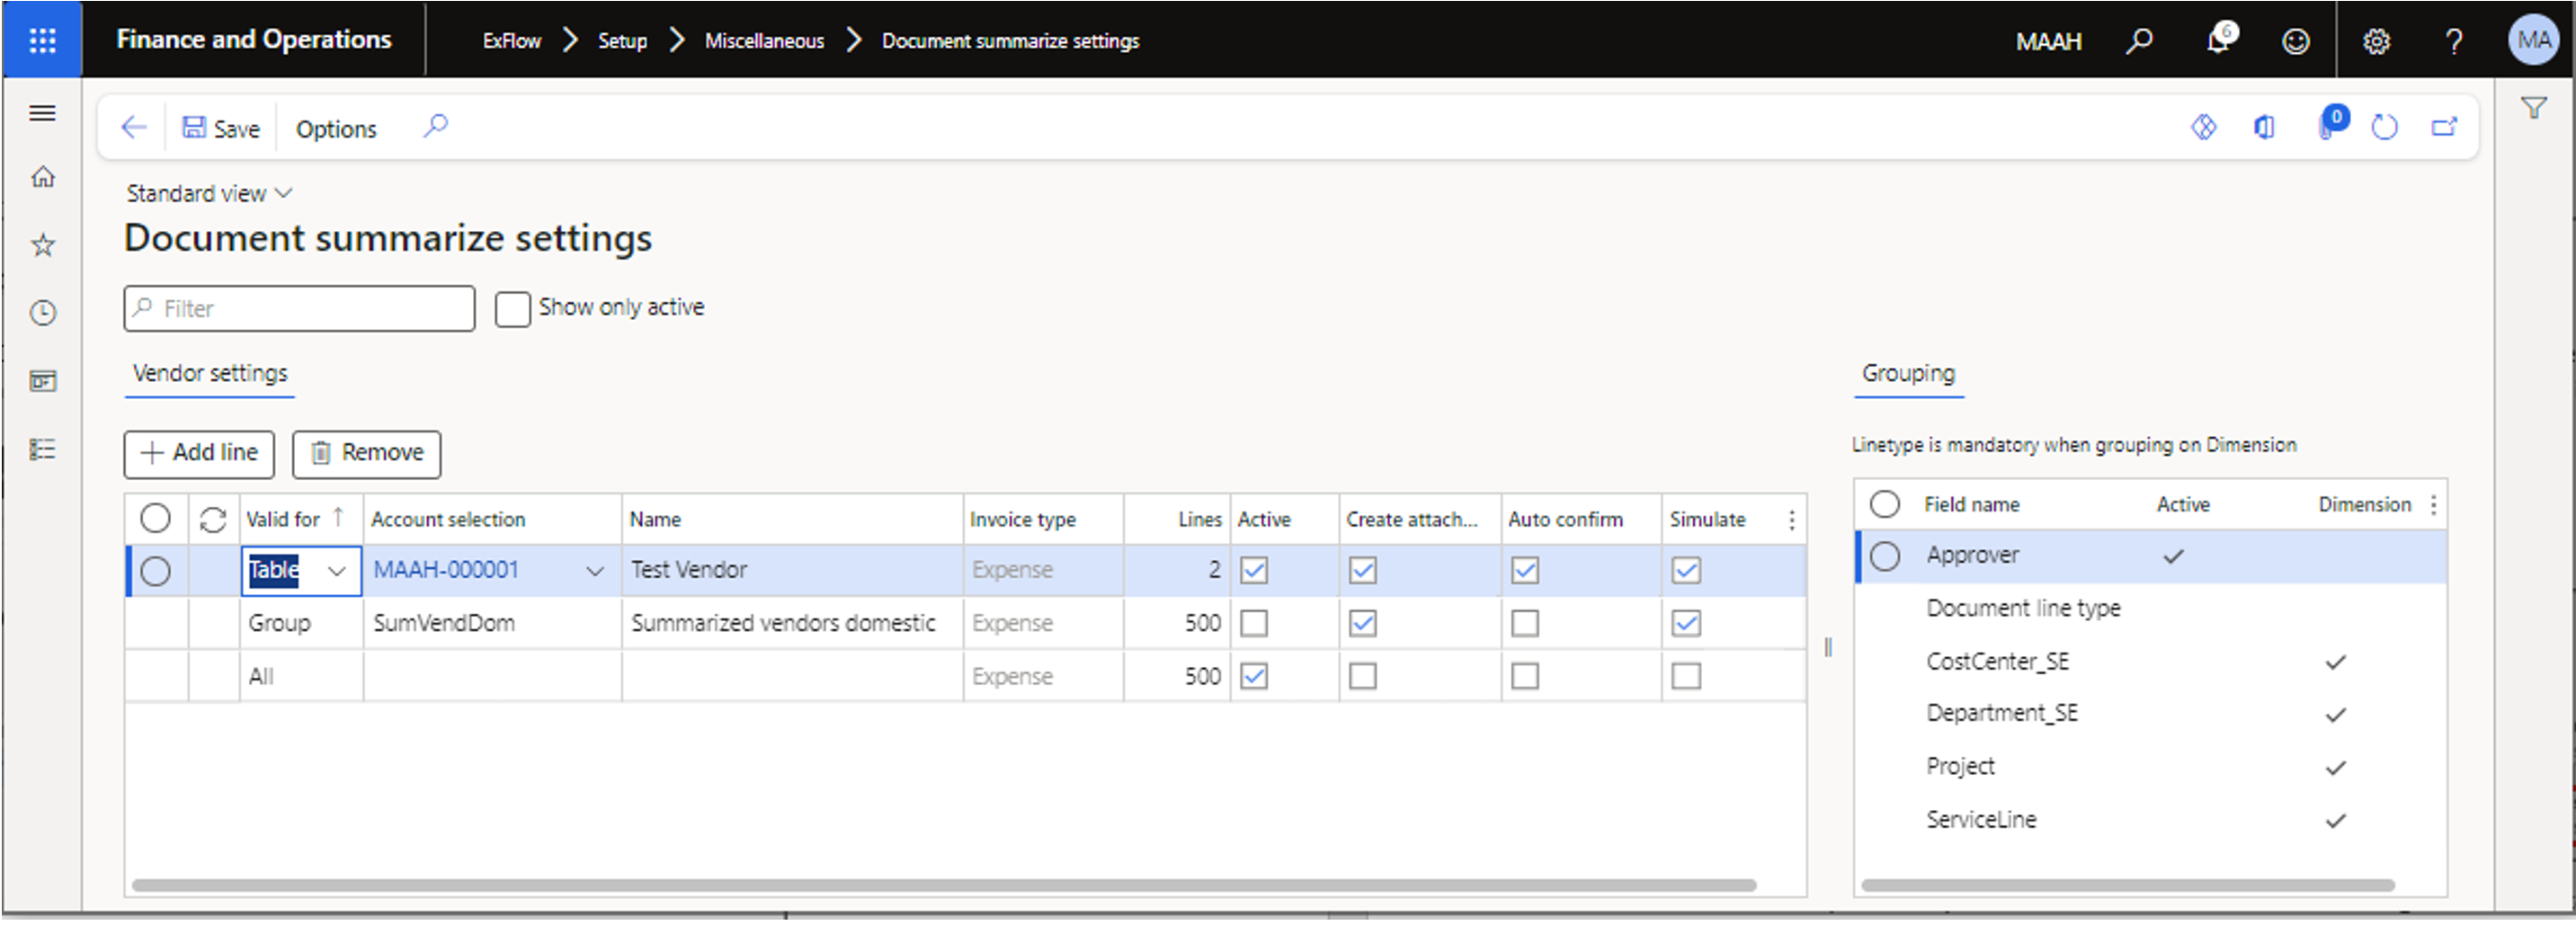 Finance and Operations
ExFlow > Setup > Miscellaneous > Document summarize settings
MAAH
6
?
MA
Save
Options
0
Standard view
Document summarize settings
Filter
Show only active
Vendor settings
Grouping
Add line
Remove
Linetype is mandatory when grouping on Dimension
Valid for ↑ Account selection Name Invoice type Lines Active Create attach... Auto confirm Simulate
Table MAAH-000001 Test Vendor Expense 2
Group SumVendDom Summarized vendors domestic Expense 500
All Expense 500
Field name Active Dimension
Approver
Document line type
CostCenter_SE
Department_SE
Project
ServiceLine